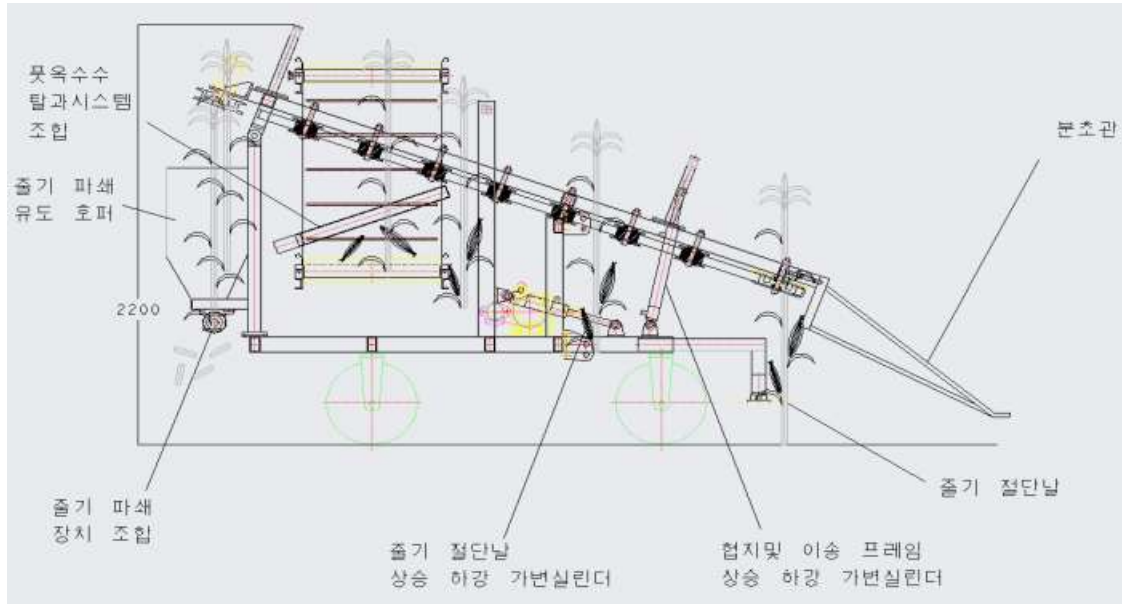 풋옥수수
탈과시스템
조합
줄기 파쇄
유도 호퍼
2200
분초관
줄기 절단날
줄기 파쇄
장치 조합
줄기 절단날
상승 하강 가변실린더
협지및 이송 프레임
상승 하강 가변실린더